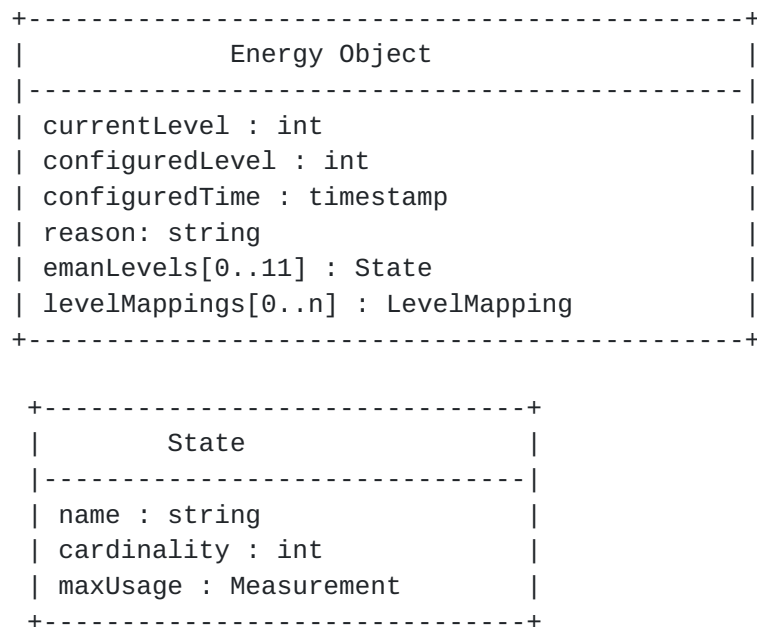 +----------------------------------------------+
|             Energy Object                    |
|----------------------------------------------|
| currentLevel : int                           |
| configuredLevel : int                        |
| configuredTime : timestamp                   |
| reason: string                               |
| emanLevels[0..11] : State                    |
| levelMappings[0..n] : LevelMapping           |
+----------------------------------------------+
+-------------------------------+
|        State                  |
|-------------------------------|
| name : string                 |
| cardinality : int             |
| maxUsage : Measurement        |
+-------------------------------+